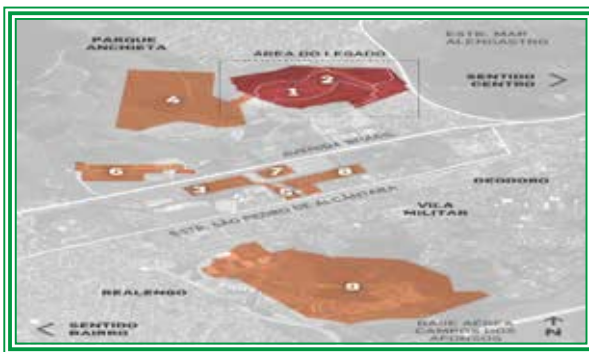 PARQUE
ANCHIETA
ÁREA DO LEGADO
ESTR. MAR
ALENCASTRO
SENTIDO
CENTRO >
4
1
2
AVENIDA BRASIL
6
3
7
5
8
DEODORO
ESTR. SÃO PEDRO DE ALCÂNTARA
VILA
MILITAR
9
REALENGO
< SENTIDO
BAIRRO
BASE AÉREA
CAMPOS DOS
AFONSOS
N